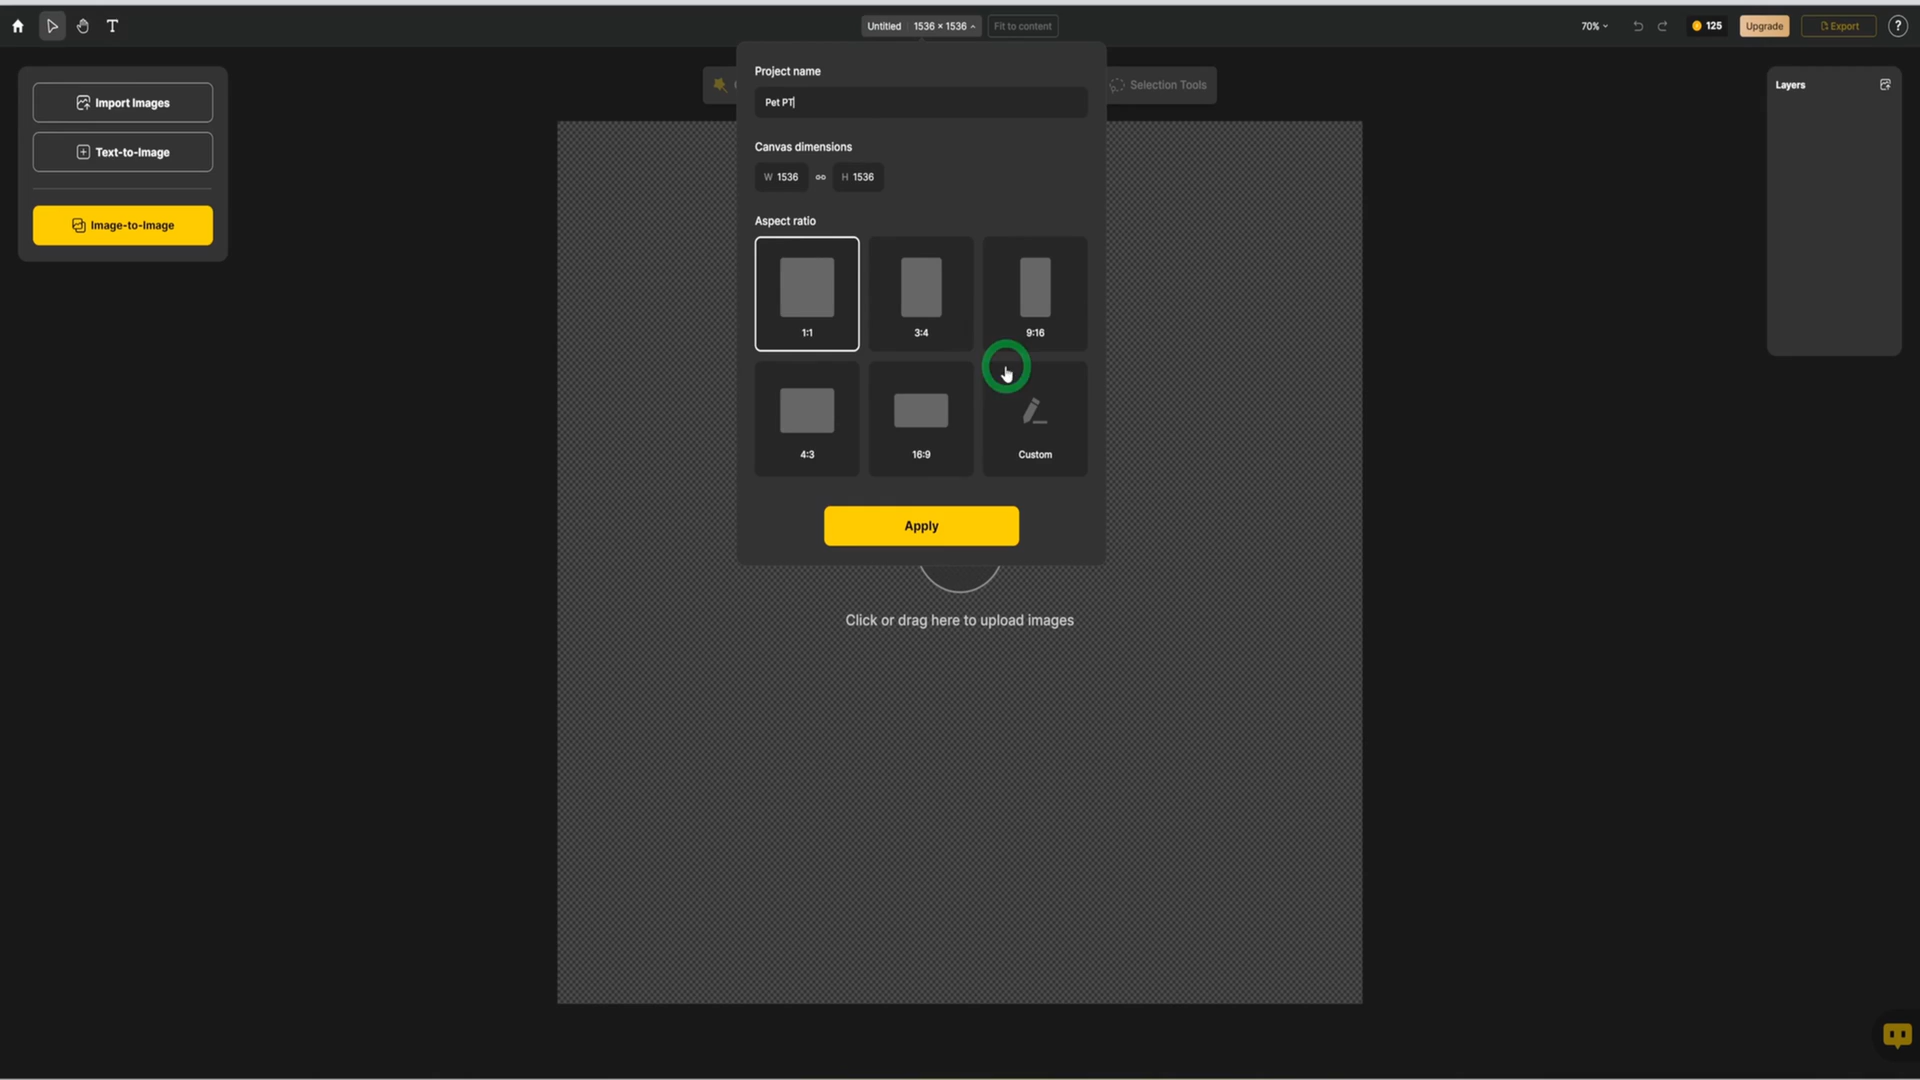 T
Untitled 1536 × 1536
Fit to content
70%
125
Upgrade
Export
?
Import Images
Text-to-Image
Image-to-Image
Project name
Pet PT
Canvas dimensions
W 1536
H 1536
Aspect ratio
1:1
3:4
9:16
4:3
16:9
Custom
Apply
Selection Tools
Click or drag here to upload images
Layers